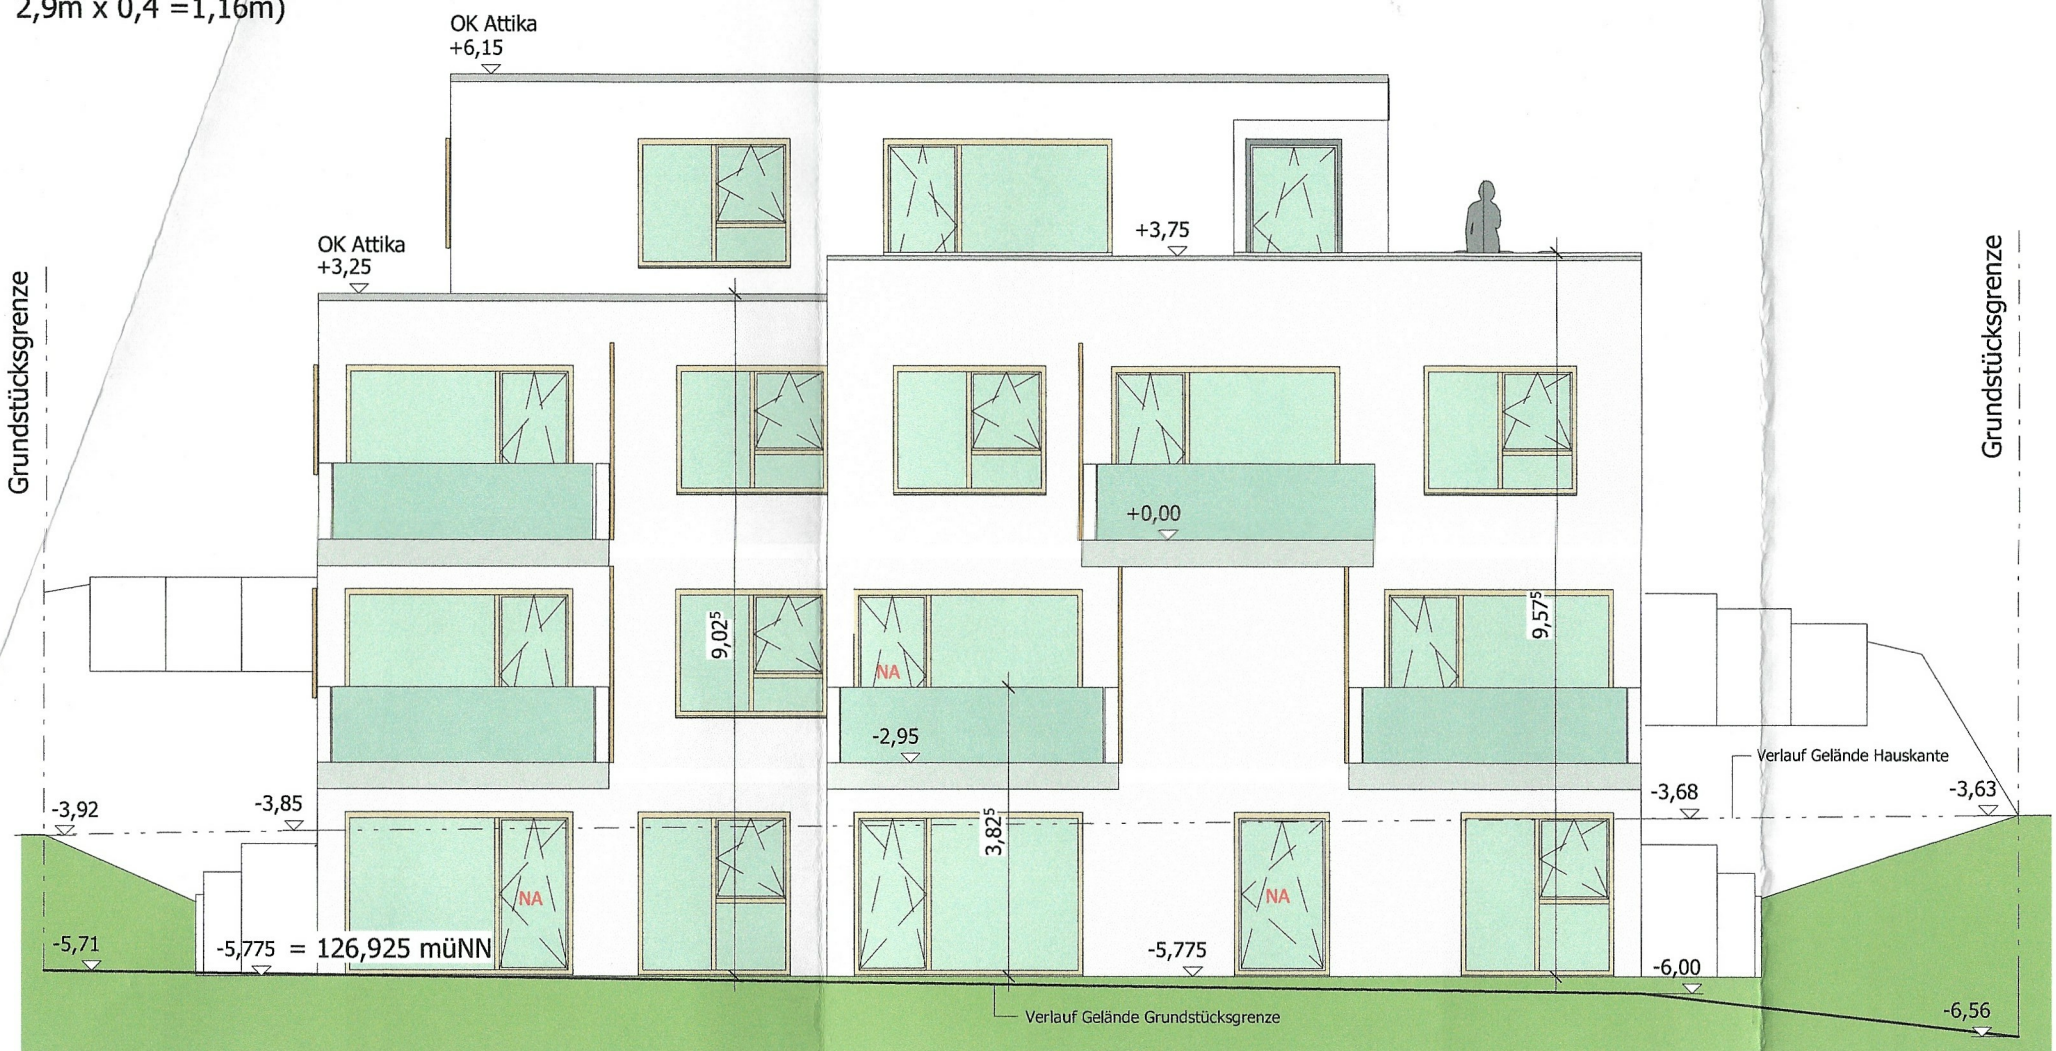 2,9m x 0,4 =1,16m)
OK Attika
+6,15
OK Attika
+3,25
+3,75
Grundstücksgrenze
Grundstücksgrenze
+0,00
9,02⁵
9,57⁵
NA
-2,95
Verlauf Gelände Hauskante
-3,92
-3,85
3,82⁵
-3,68
-3,63
NA
NA
-5,71
-5,775 = 126,925 müNN
-5,775
-6,00
-6,56
Verlauf Gelände Grundstücksgrenze